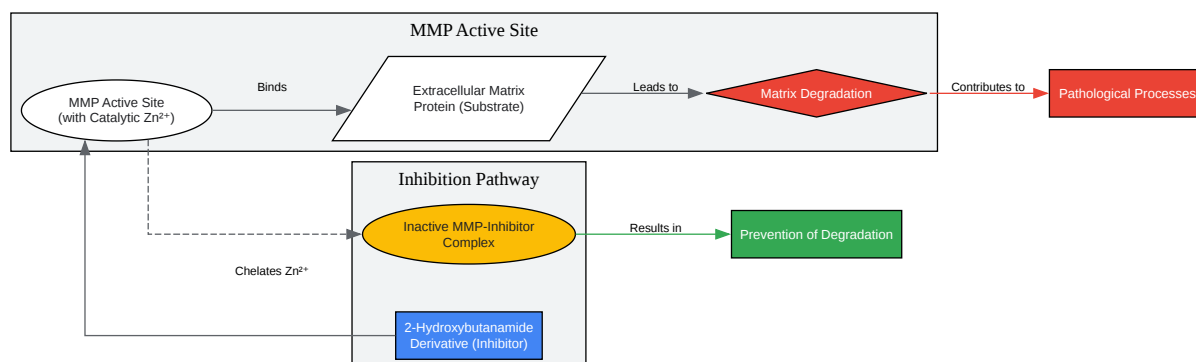 MMP Active Site
MMP Active Site
(with Catalytic Zn²⁺)
Binds
Extracellular Matrix
Protein (Substrate)
Leads to
Matrix Degradation
Contributes to
Pathological Processes
Inhibition Pathway
Inactive MMP-Inhibitor
Complex
Results in
Prevention of Degradation
Chelates Zn²⁺
2-Hydroxybutanamide
Derivative (Inhibitor)